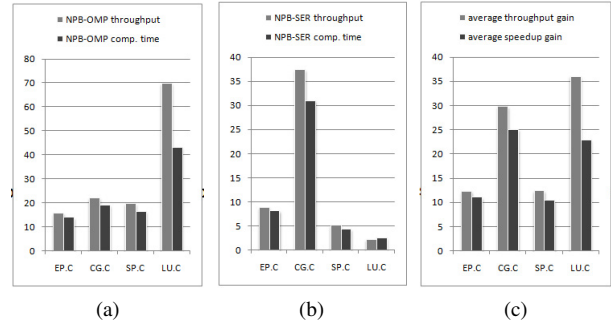 NPB-OMP throughput
NPB-OMP comp. time
80
70
60
50
40
30
20
10
0
EP.C CG.C SP.C LU.C
(a)
NPB-SER throughput
NPB-SER comp. time
40
35
30
25
20
15
10
5
0
EP.C CG.C SP.C LU.C
(b)
average throughput gain
average speedup gain
40
35
30
25
20
15
10
5
0
EP.C CG.C SP.C LU.C
(c)